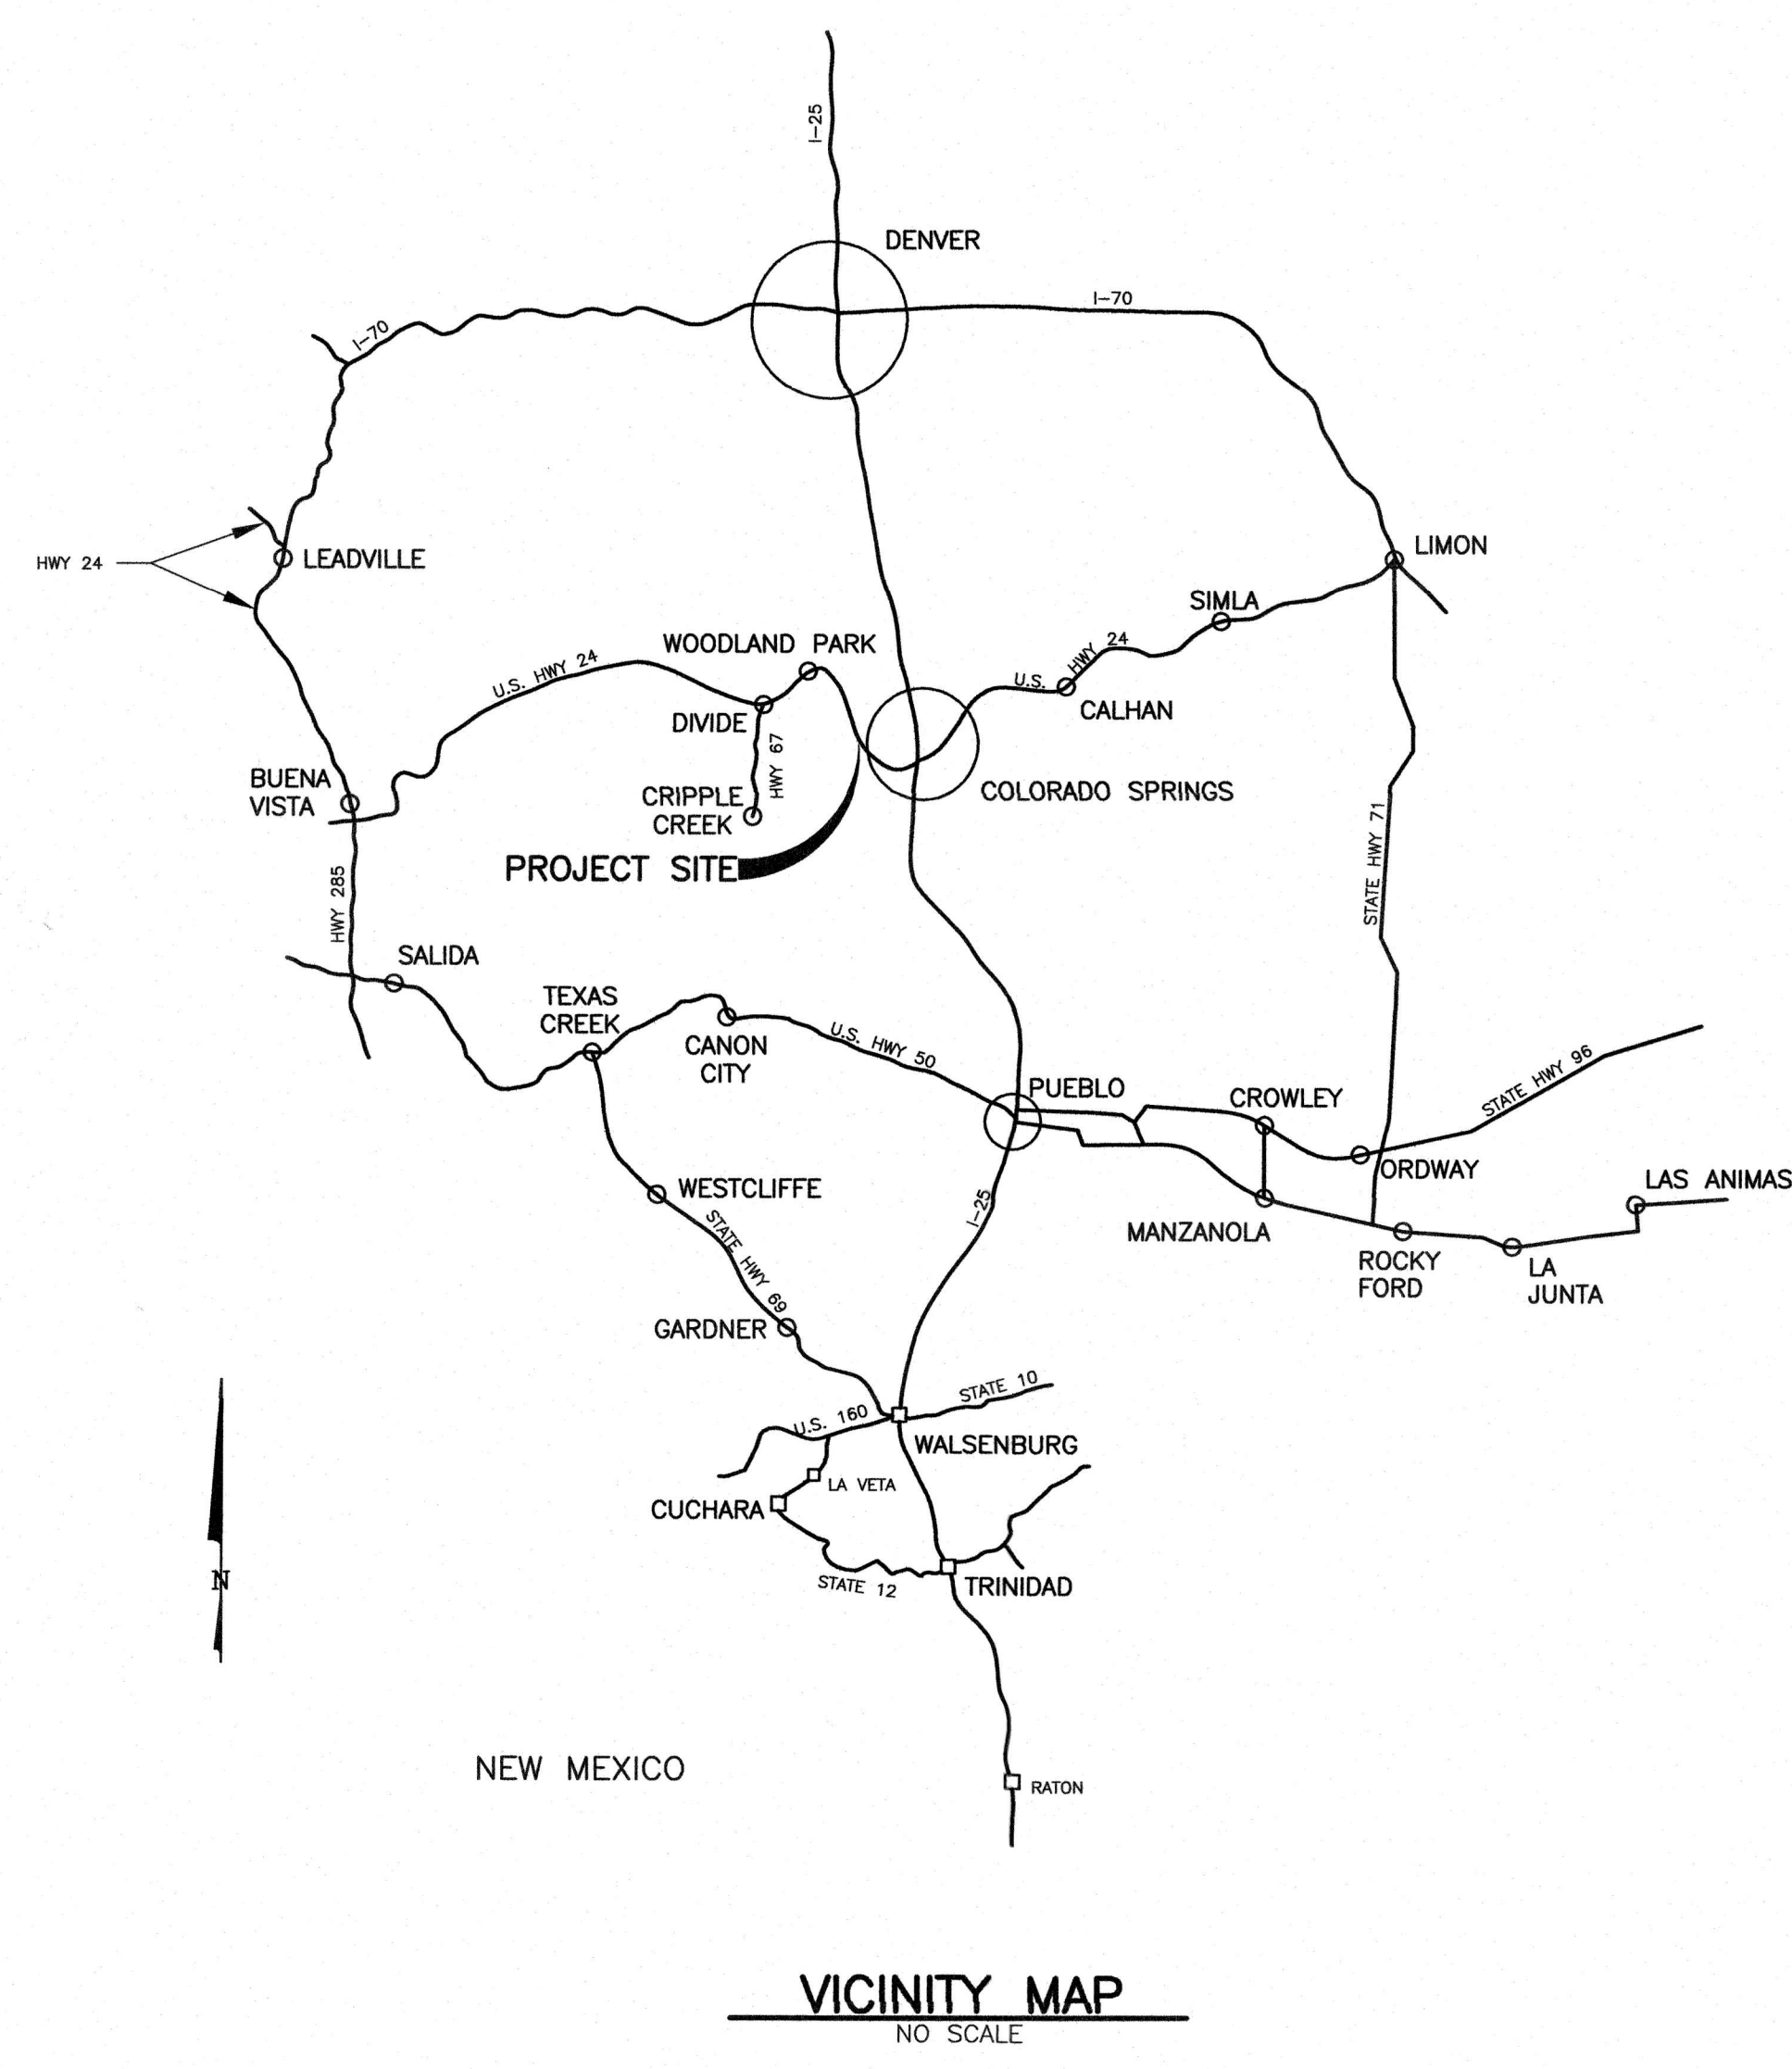 I-25
DENVER
I-70
I-70
LIMON
HWY 24
LEADVILLE
SIMLA
WOODLAND PARK
U.S. HWY 24
U.S. HWY 24
CALHAN
DIVIDE
HWY 67
BUENA
VISTA
CRIPPLE
CREEK
COLORADO SPRINGS
PROJECT SITE
STATE HWY 71
HWY 285
SALIDA
TEXAS
CREEK
CANON
CITY
U.S. HWY 50
PUEBLO
CROWLEY
STATE HWY 96
ORDWAY
LAS ANIMAS
WESTCLIFFE
I-25
MANZANOLA
ROCKY
FORD
LA
JUNTA
STATE HWY 69
GARDNER
STATE 10
U.S. 160
WALSENBURG
LA VETA
CUCHARA
STATE 12
TRINIDAD
N
NEW MEXICO
RATON
VICINITY MAP
NO SCALE